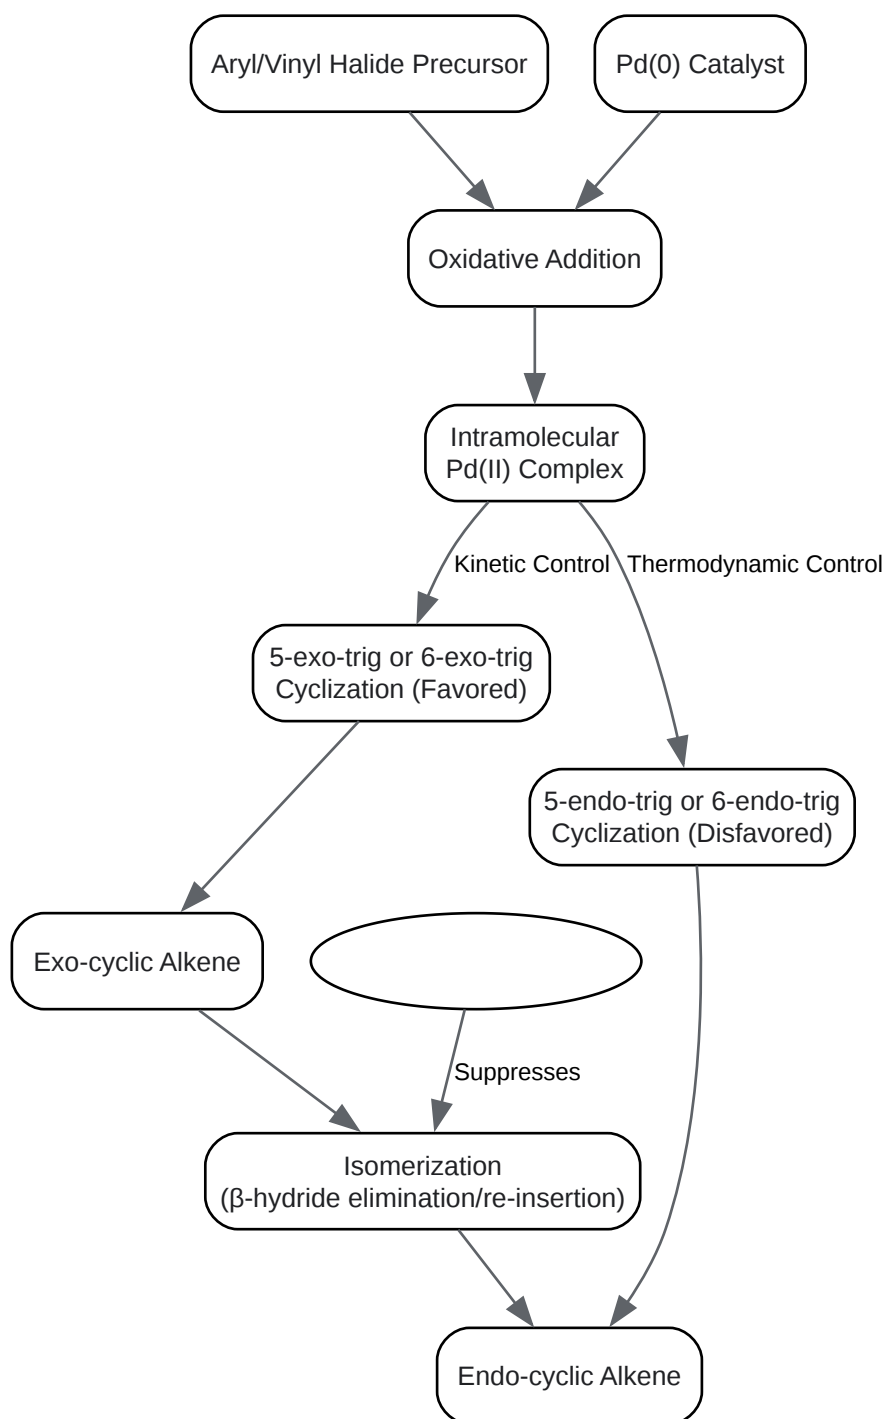 Aryl/Vinyl Halide Precursor
Pd(0) Catalyst
Oxidative Addition
Intramolecular
Pd(II) Complex
Kinetic Control
Thermodynamic Control
5-exo-trig or 6-exo-trig
Cyclization (Favored)
5-endo-trig or 6-endo-trig
Cyclization (Disfavored)
Exo-cyclic Alkene
Suppresses
Isomerization
(β-hydride elimination/re-insertion)
Endo-cyclic Alkene